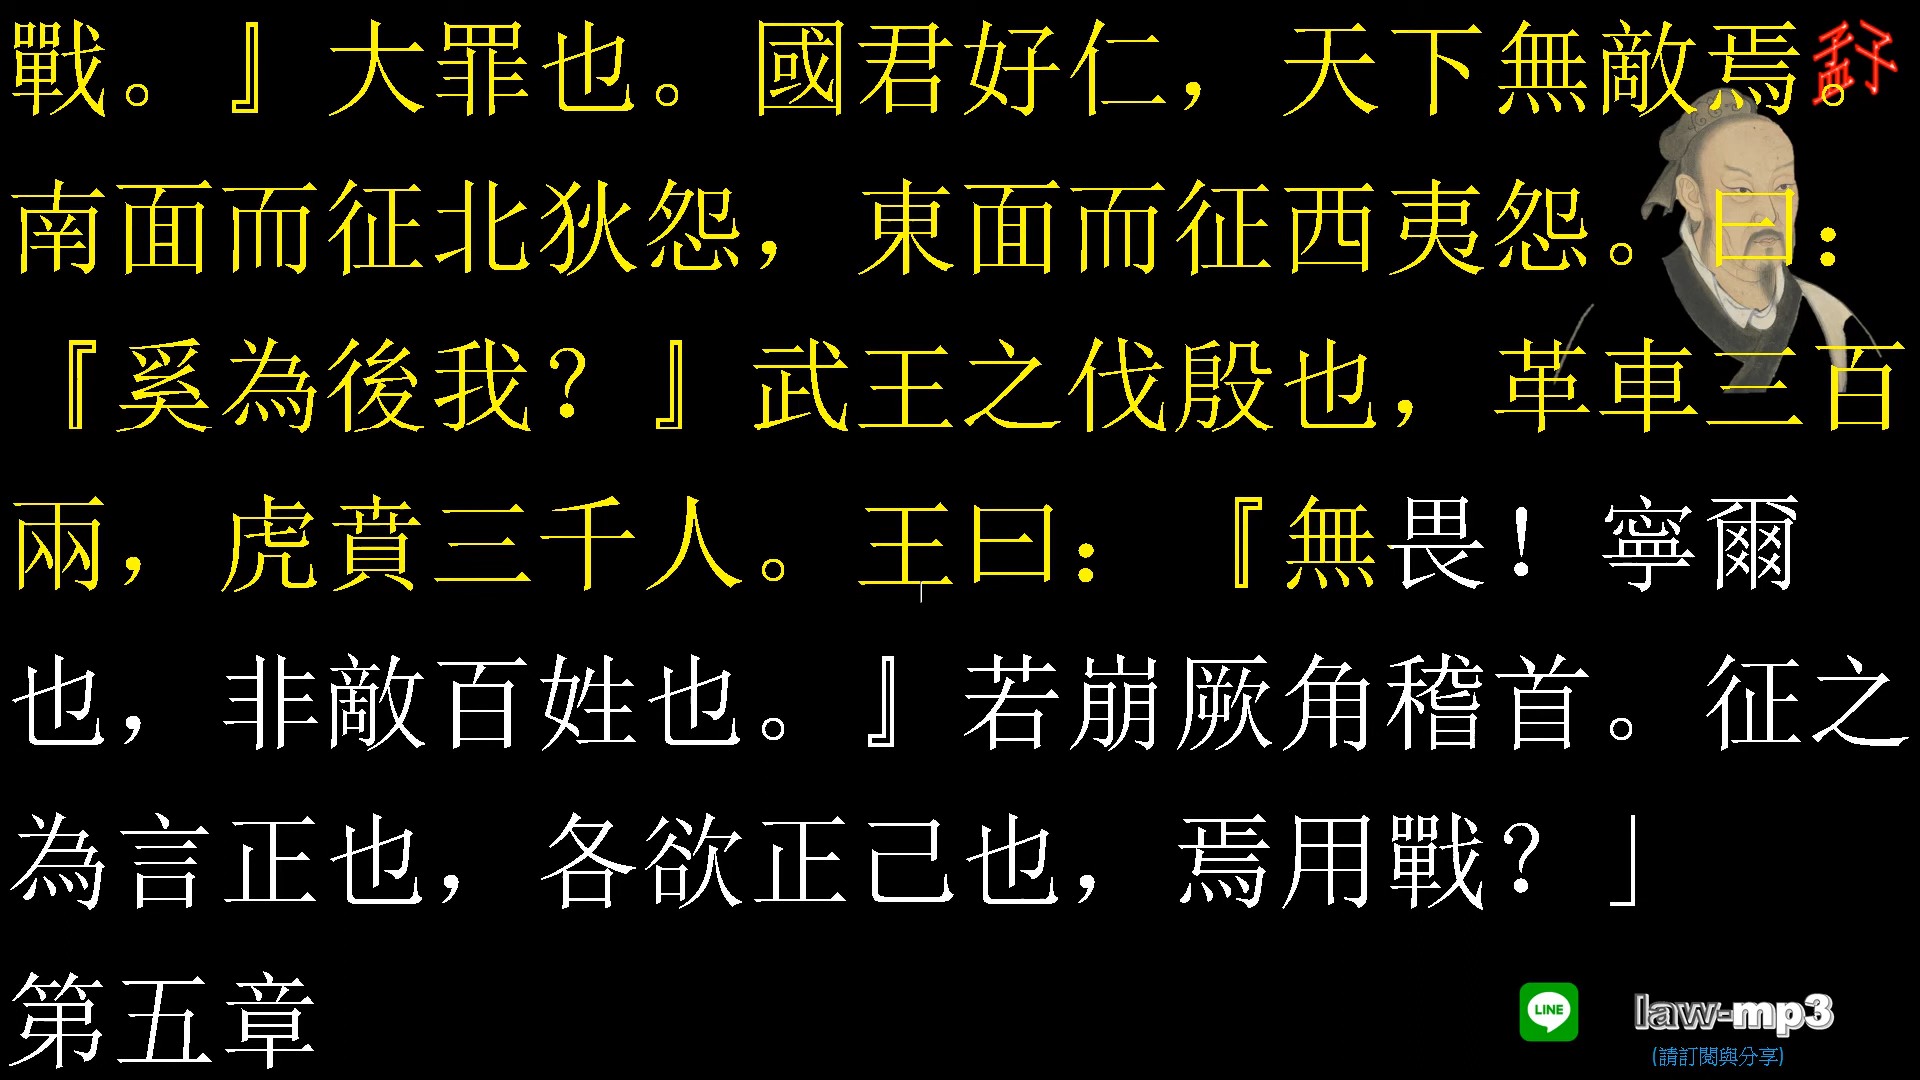 戰。』大罪也。國君好仁，天下無敵焉。
孟子
南面而征北狄怨，東面而征西夷怨。曰：
『奚為後我？』武王之伐殷也，革車三百
兩，虎賁三千人。王曰：『無畏！寧爾
也，非敵百姓也。』若崩厥角稽首。征之
為言正也，各欲正己也，焉用戰？」
第五章
LINE
law-mp3
(請訂閱與分享)